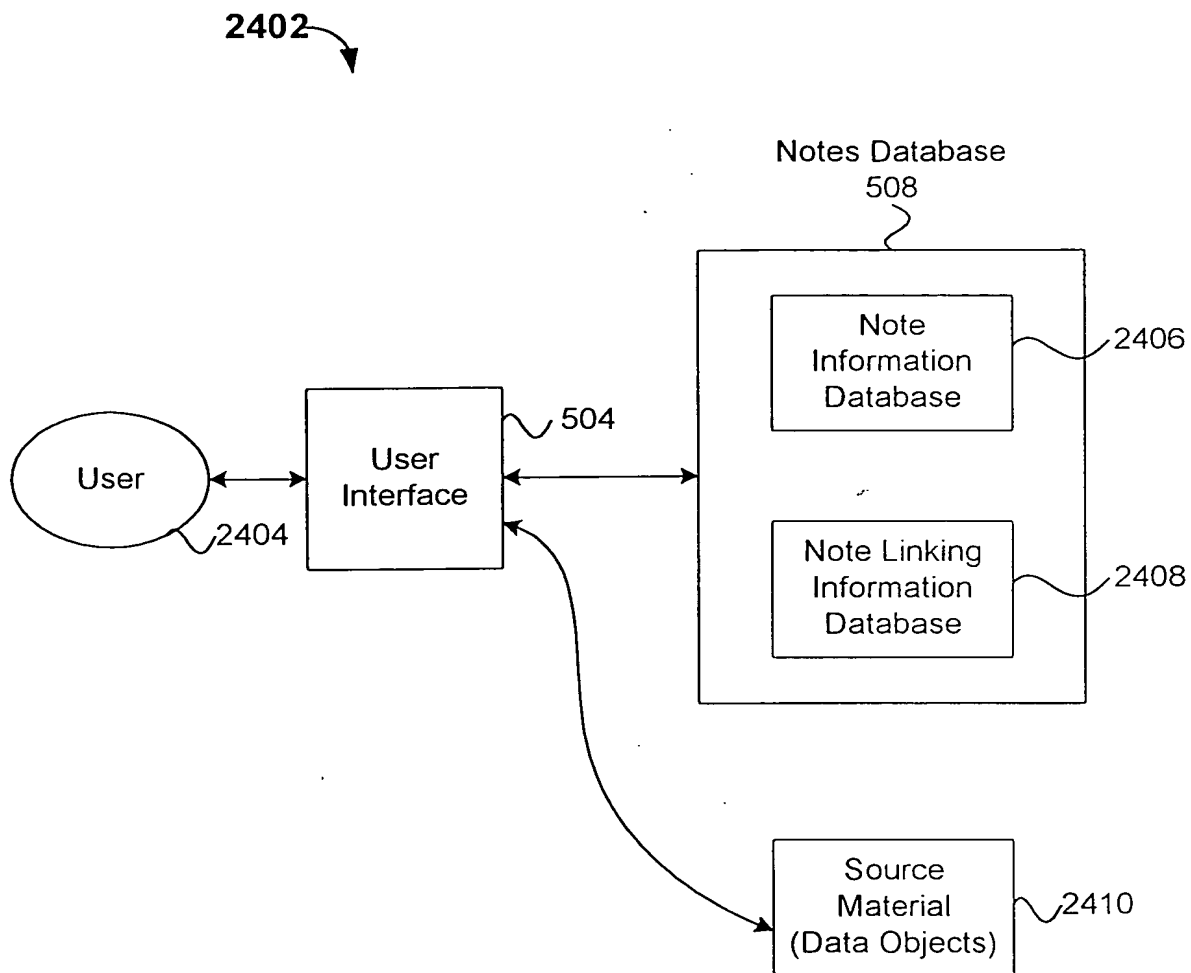 2402
Notes Database
508
Note
Information
Database
2406
504
User
Interface
User
2404
Note Linking
Information
Database
2408
Source
Material
(Data Objects)
2410